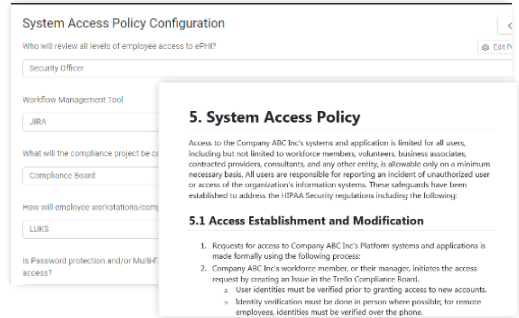 System Access Policy Configuration
Who will review all levels of employee access to ePHI?
Edit
Security Officer
Workflow Management Tool
JIRA
What will the compliance project be
Compliance Board
How will employee
LUKS
Is Password protection and/or
access?
5. System Access Policy
Access to the Company ABC Inc's systems and application is limited for all users,
including but not limited to workforce members, volunteers, business associates,
contracted providers, consultants, and any other entity, is allowable only on a minimum
necessary basis. All users are responsible for reporting an incident of unauthorized user
or access of the organization's information systems. These safeguards have been
established to address the HIPAA Security regulations including the following:
5.1 Access Establishment and Modification
1. Requests for access to Company ABC Inc's Platform systems and applications is
made formally using the following process:
2. Company ABC Inc's workforce member, or their manager, initiates the access
request by creating an Issue in the Trello Compliance Board.
User identities must be verified prior to granting access to new accounts.
Identity verification must be done in person where possible; for remote
employees, identities must be verified over the phone.